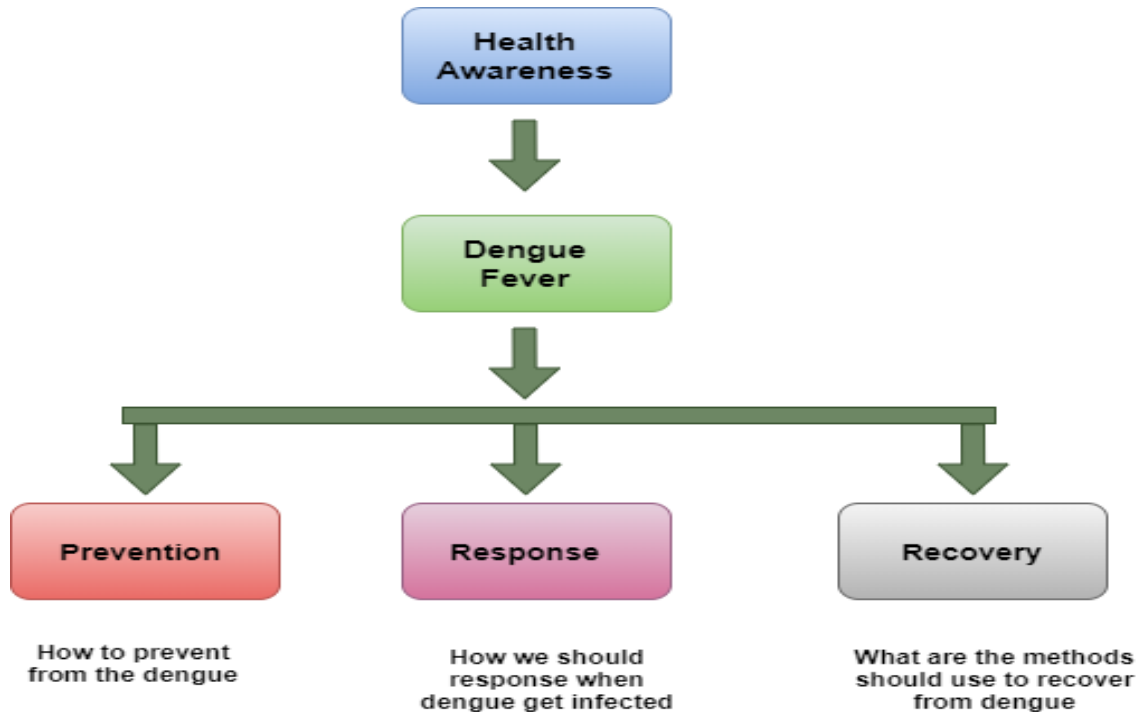 Health
Awareness
Dengue
Fever
Prevention
Response
Recovery
How to prevent
from the dengue
How we should
response when
dengue get infected
What are the methods
should use to recover
from dengue